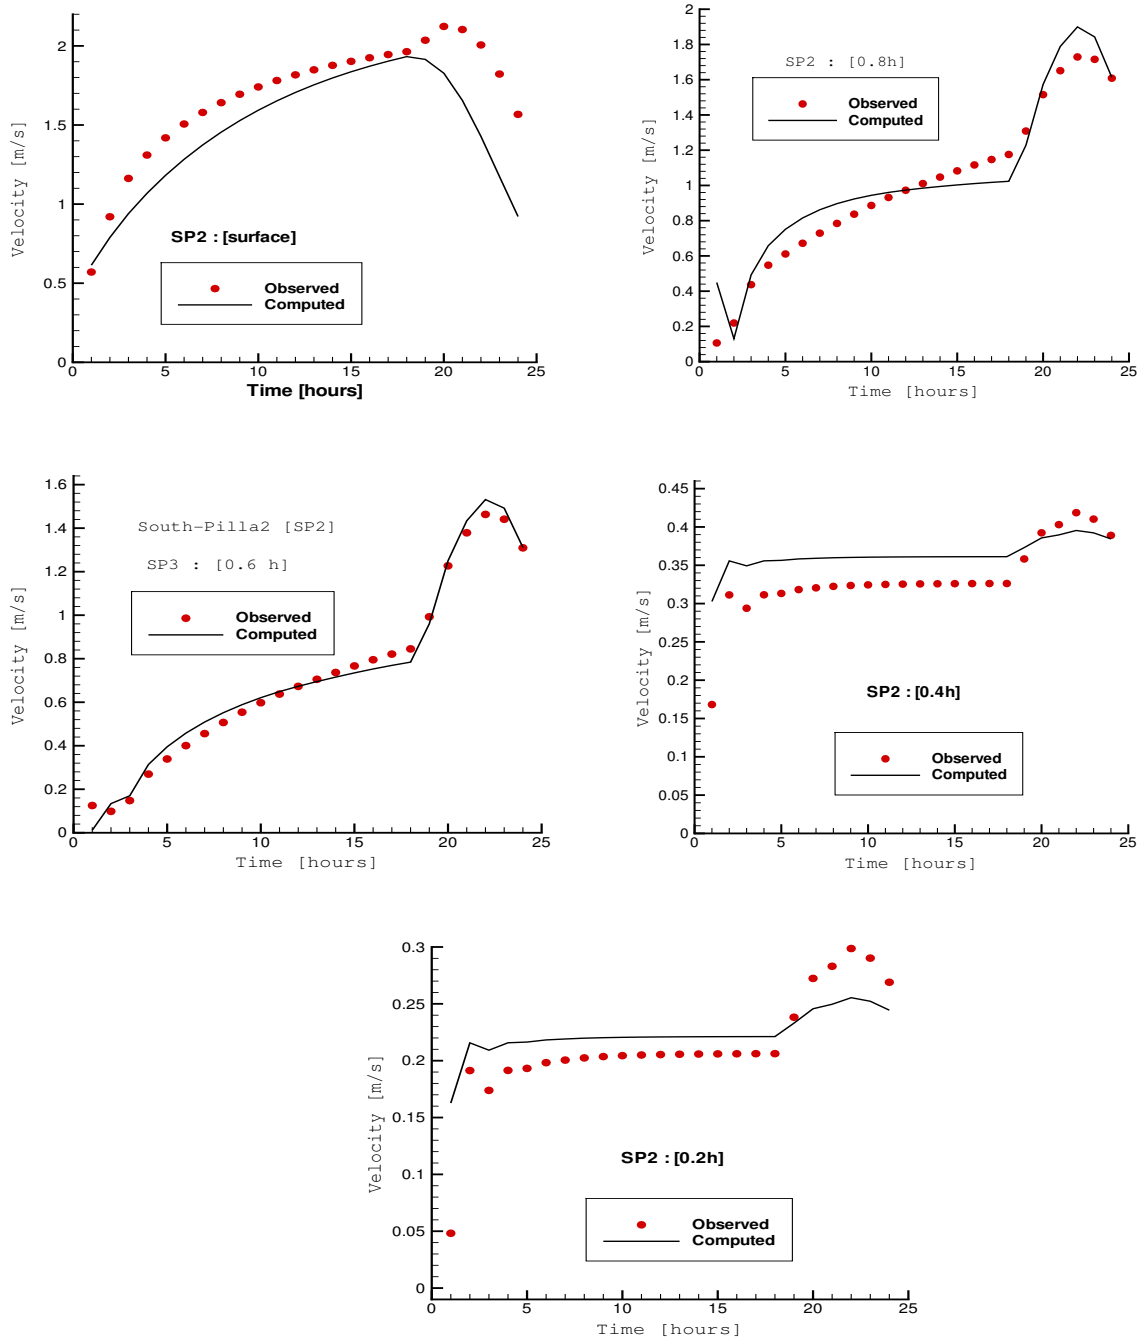 Velocity [m/s]
2
1.5
1
0.5
0
SP2 : [surface]
Observed
Computed
0 5 10 15 20 25
Time [hours]
Velocity [m/s]
2
1.8
1.6
1.4
1.2
1
0.8
0.6
0.4
0.2
0
SP2 : [0.8h]
Observed
Computed
0 5 10 15 20 25
Time [hours]
Velocity [m/s]
1.6
1.4
1.2
1
0.8
0.6
0.4
0.2
0
South-Pilla2 [SP2]
SP3 : [0.6 h]
Observed
Computed
0 5 10 15 20 25
Time [hours]
Velocity [m/s]
0.45
0.4
0.35
0.3
0.25
0.2
0.15
0.1
0.05
0
SP2 : [0.4h]
Observed
Computed
0 5 10 15 20 25
Time [hours]
Velocity [m/s]
0.3
0.25
0.2
0.15
0.1
0.05
0
SP2 : [0.2h]
Observed
Computed
0 5 10 15 20 25
Time [hours]